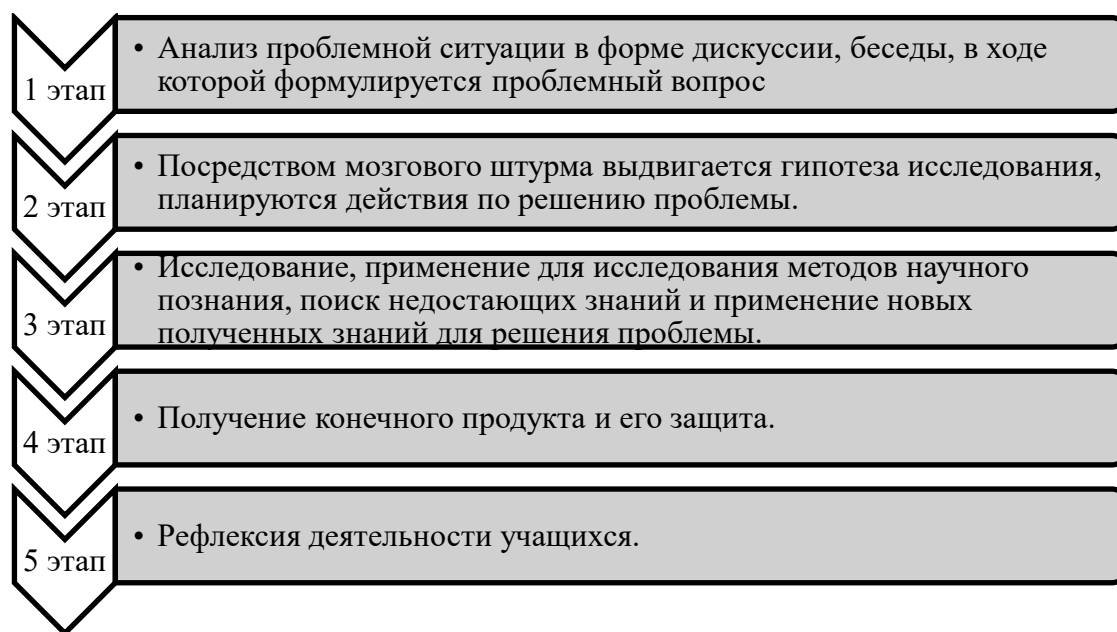 1 этап
• Анализ проблемной ситуации в форме дискуссии, беседы, в ходе
которой формулируется проблемный вопрос
2 этап
• Посредством мозгового штурма выдвигается гипотеза исследования,
планируются действия по решению проблемы.
3 этап
• Исследование, применение для исследования методов научного
познания, поиск недостающих знаний и применение новых
полученных знаний для решения проблемы.
4 этап
• Получение конечного продукта и его защита.
5 этап
• Рефлексия деятельности учащихся.